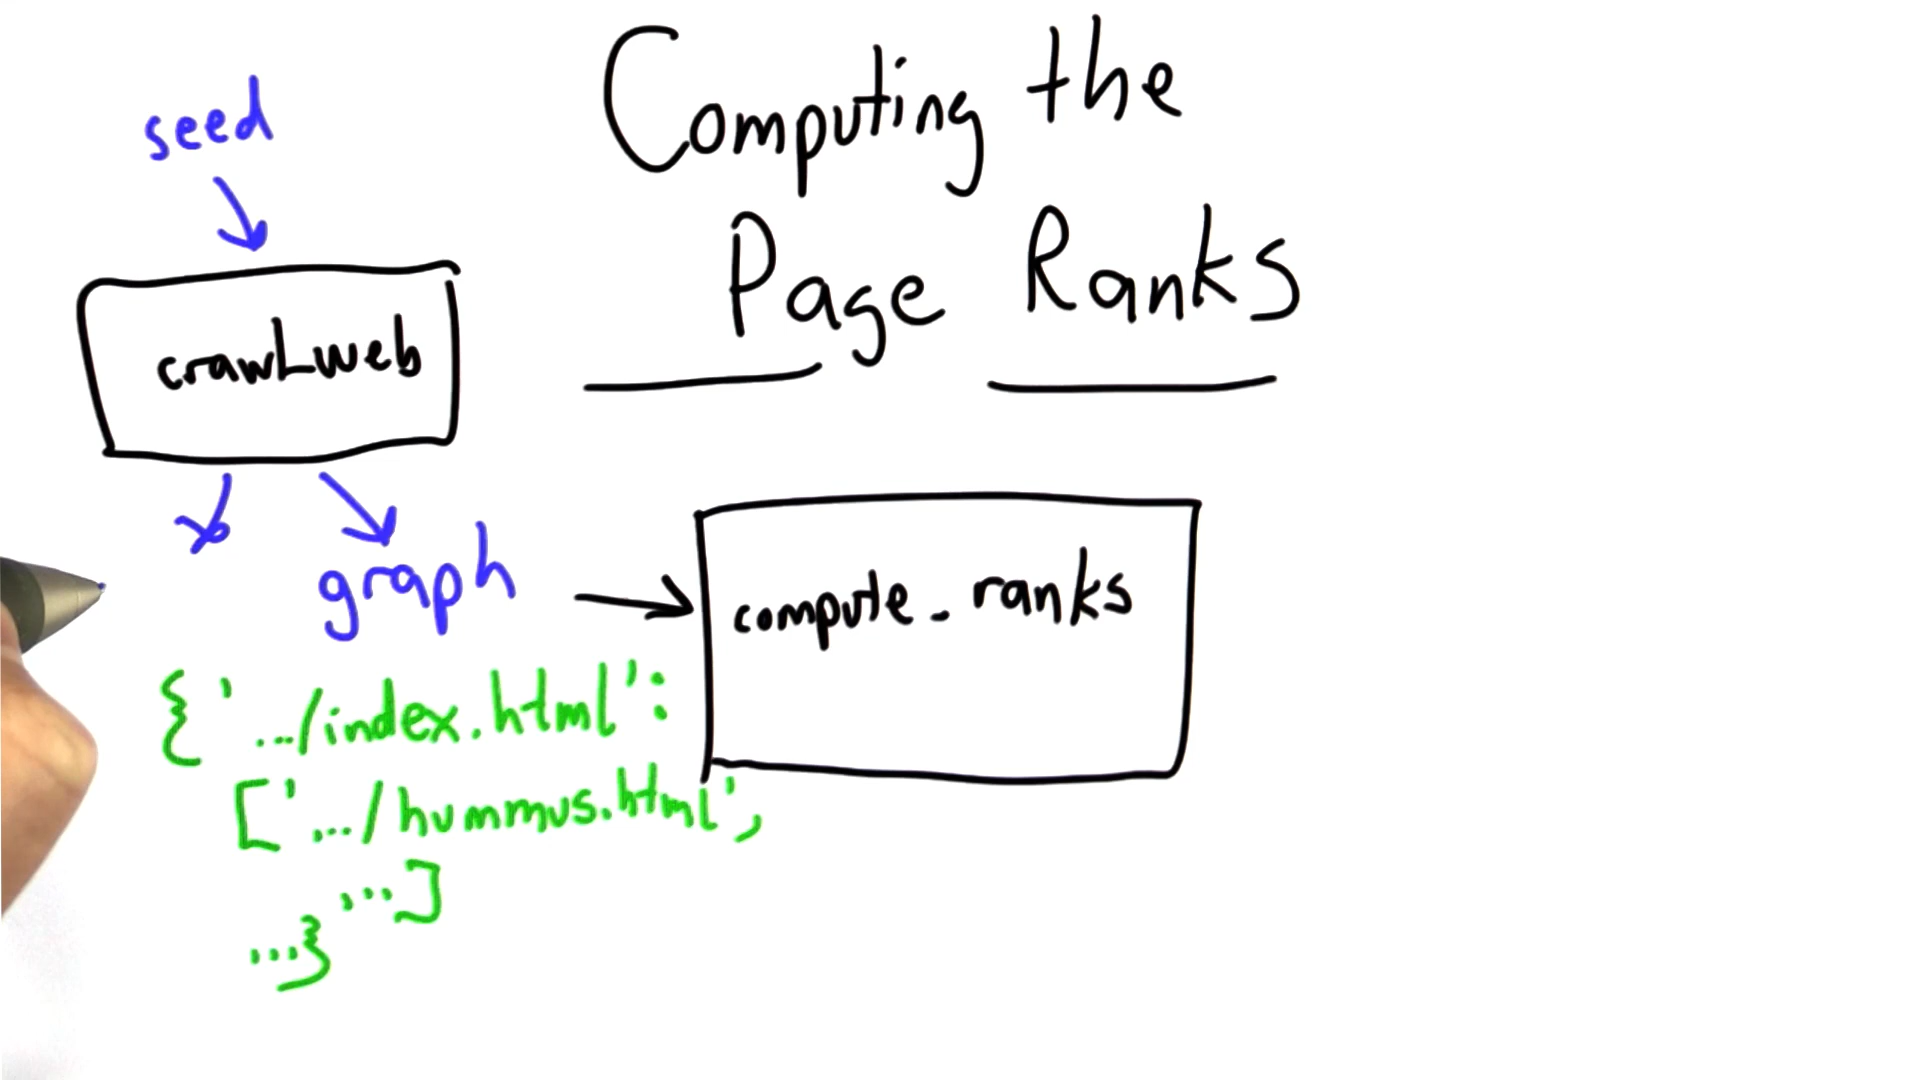 Computing the
Page Ranks
seed
crawl_web
graph
compute_ranks
{'.../index.html':
['.../hummus.html',
...]
...}